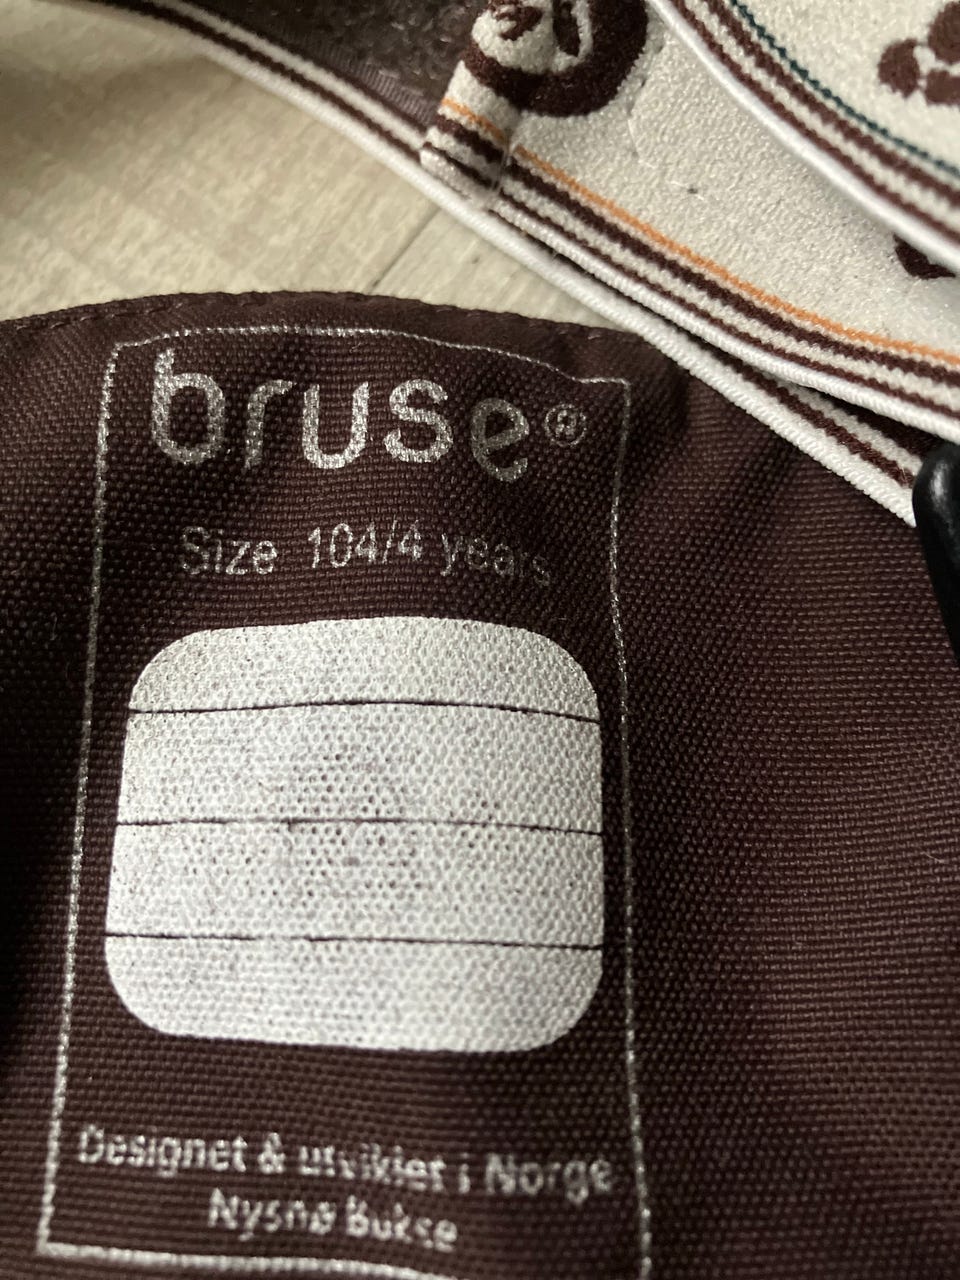 bruse®
Size 104/4 years
Designet & utviklet i Norge
Nysnø Bukse